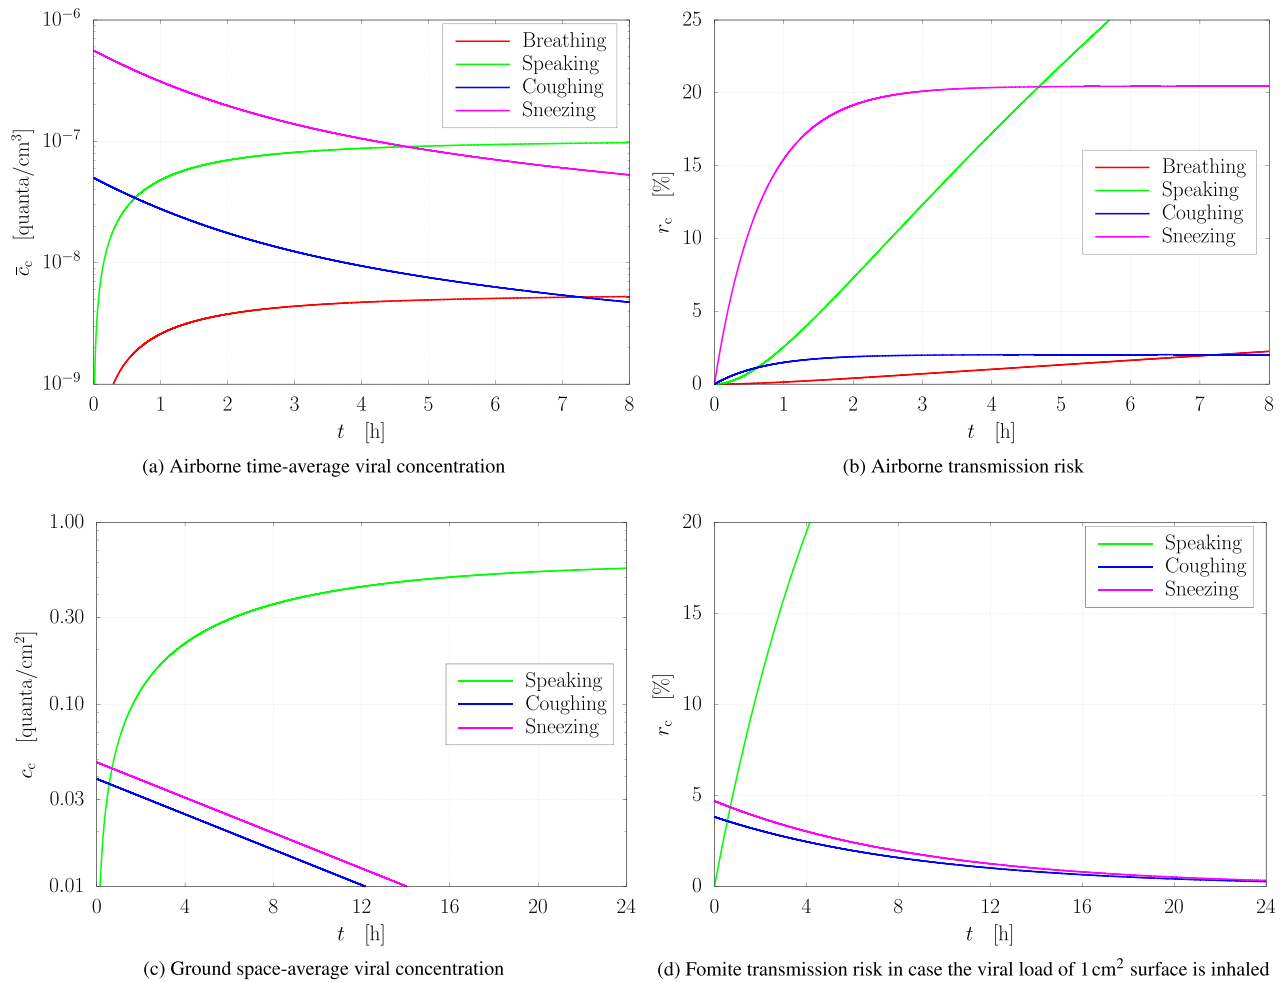 10⁻⁶
10⁻⁷
10⁻⁸
10⁻⁹
c̄_c [quanta/cm³]
Breathing
Speaking
Coughing
Sneezing
0 1 2 3 4 5 6 7 8
t [h]
(a) Airborne time-average viral concentration
25
20
15
10
5
0
r_c [%]
Breathing
Speaking
Coughing
Sneezing
0 1 2 3 4 5 6 7 8
t [h]
(b) Airborne transmission risk
1.00
0.30
0.10
0.03
0.01
c_c [quanta/cm²]
Speaking
Coughing
Sneezing
0 4 8 12 16 20 24
t [h]
(c) Ground space-average viral concentration
20
15
10
5
0
r_c [%]
Speaking
Coughing
Sneezing
0 4 8 12 16 20 24
t [h]
(d) Fomite transmission risk in case the viral load of 1 cm² surface is inhaled